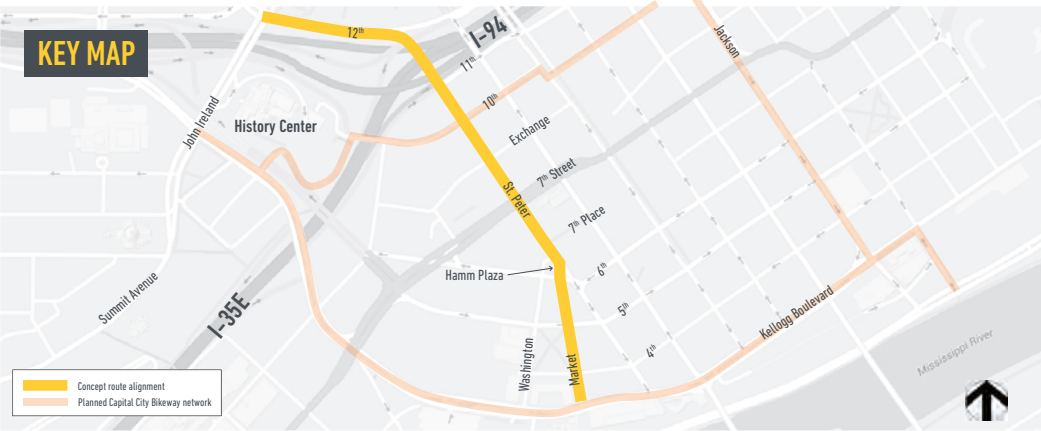 KEY MAP
12th
I-94
11th
Jackson
10th
John Ireland
History Center
Exchange
7th Street
St. Peter
7th Place
Hamm Plaza
6th
Summit Avenue
I-35E
5th
Kellogg Boulevard
4th
Washington
Market
Mississippi River
Concept route alignment
Planned Capital City Bikeway network